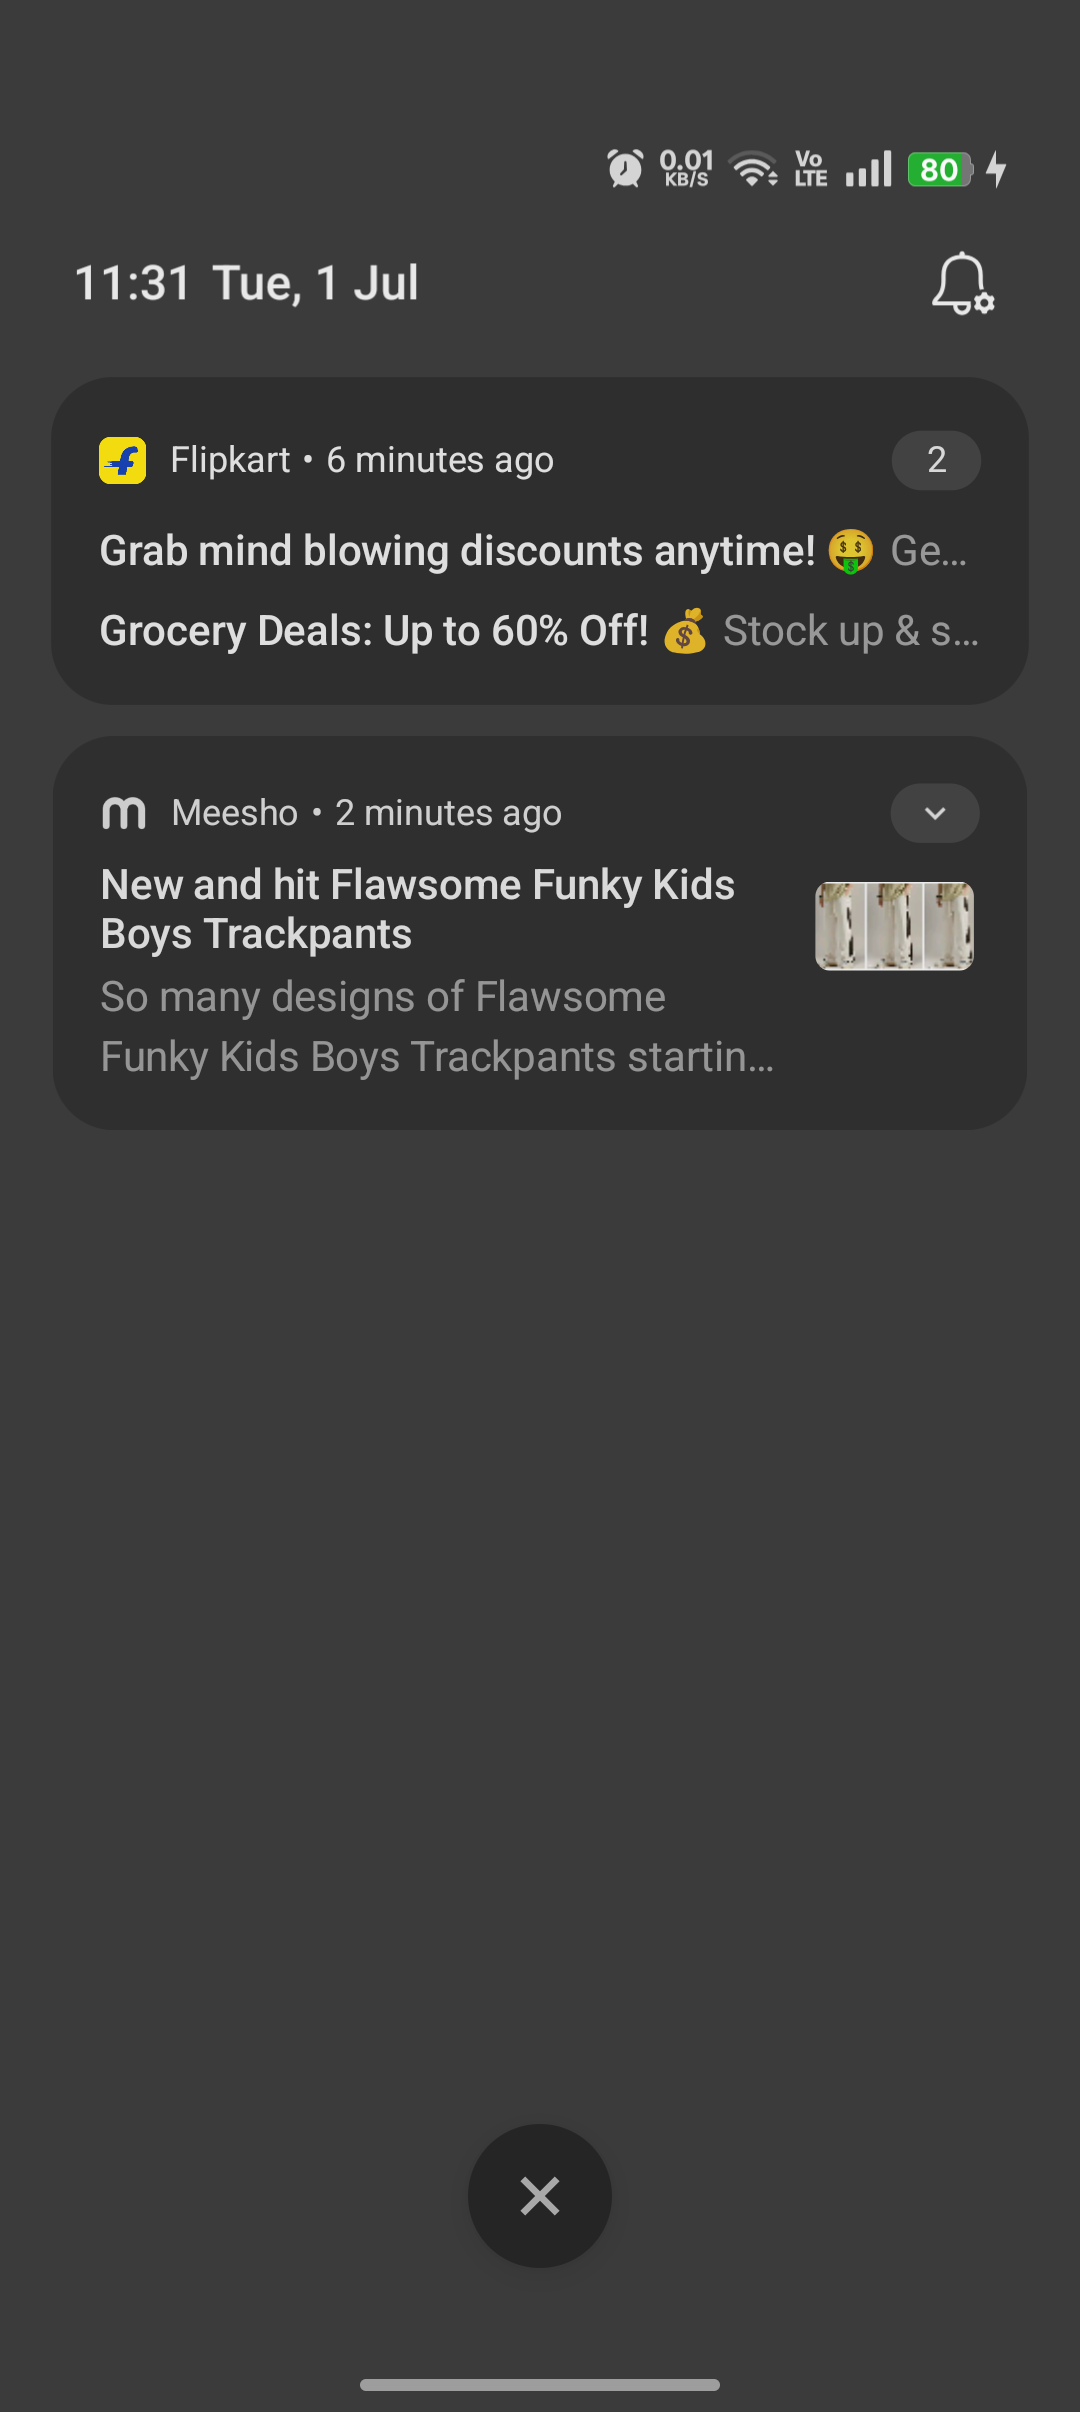 0.01 KB/S Vo LTE 80
11:31 Tue, 1 Jul
Flipkart • 6 minutes ago 2
Grab mind blowing discounts anytime! 🤑 Ge...
Grocery Deals: Up to 60% Off! 💰 Stock up & s...
m Meesho • 2 minutes ago
New and hit Flawsome Funky Kids
Boys Trackpants
So many designs of Flawsome
Funky Kids Boys Trackpants startin...